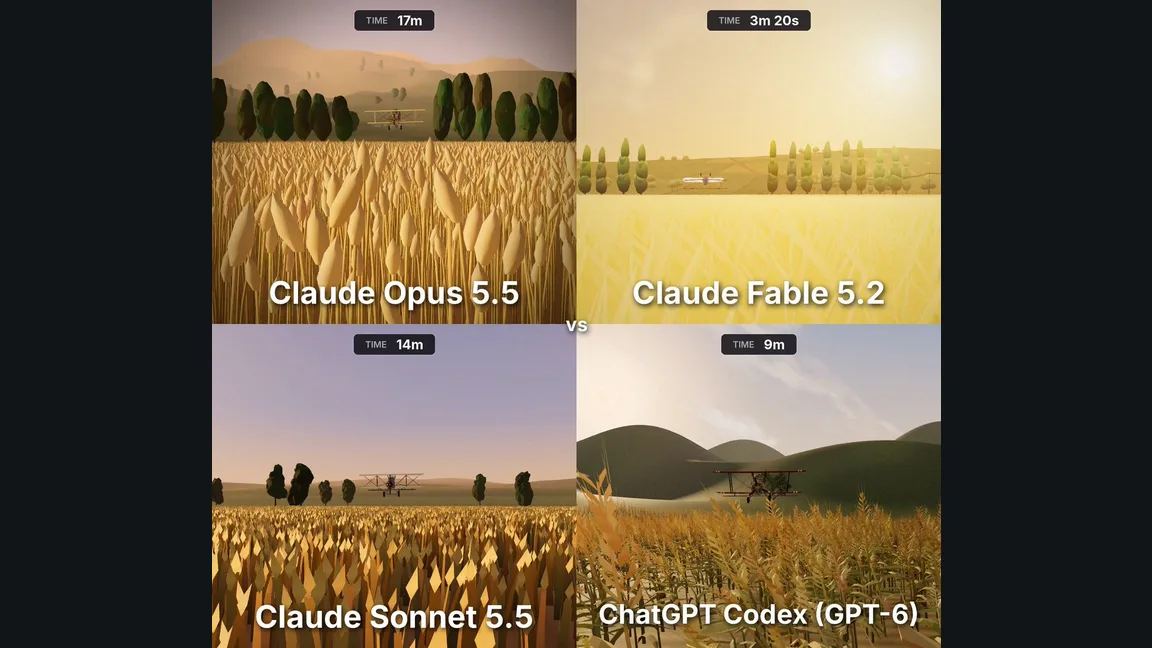 TIME 17m
TIME 3m 20s
Claude Opus 5.5
Claude Fable 5.2
vs
TIME 14m
TIME 9m
Claude Sonnet 5.5
ChatGPT Codex (GPT-6)